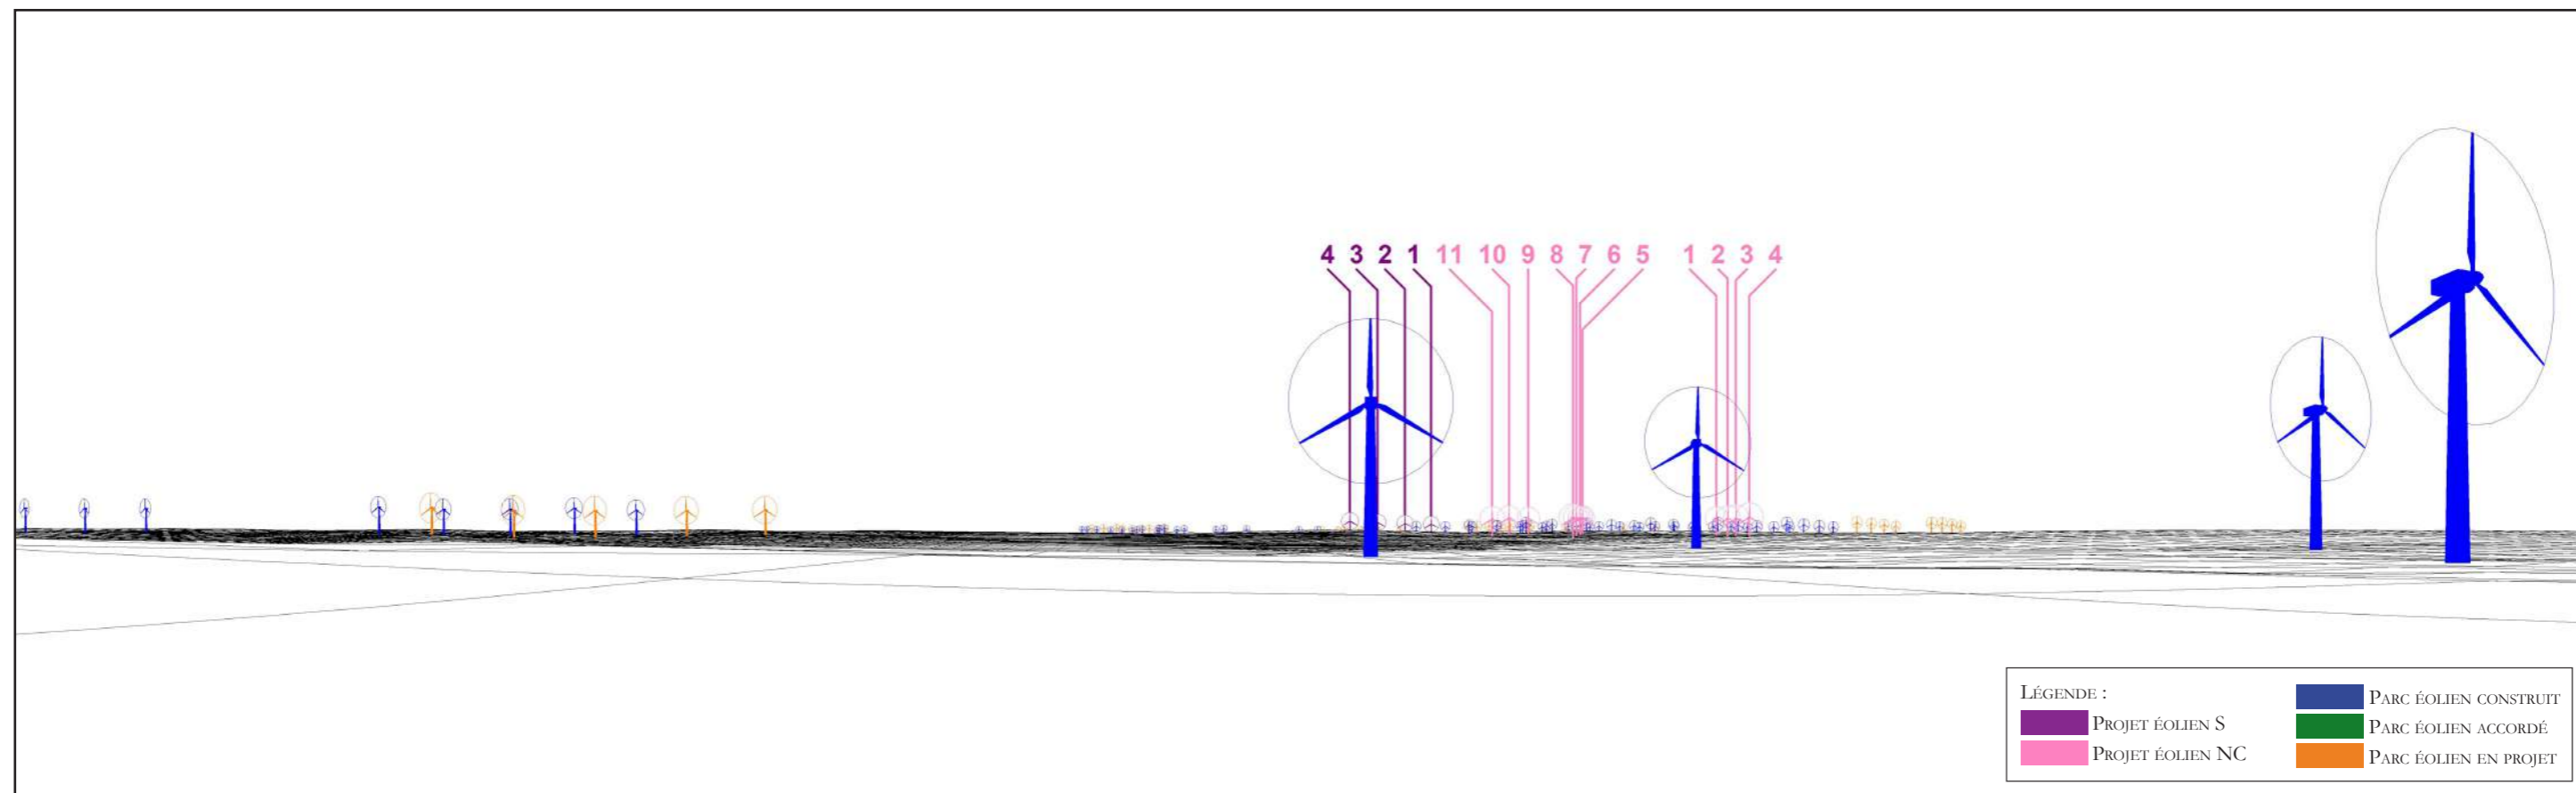 4 3 2 1 11 10 9 8 7 6 5 1 2 3 4
LÉGENDE :
PROJET ÉOLIEN S
PROJET ÉOLIEN NC
PARC ÉOLIEN CONSTRUIT
PARC ÉOLIEN ACCORDÉ
PARC ÉOLIEN EN PROJET